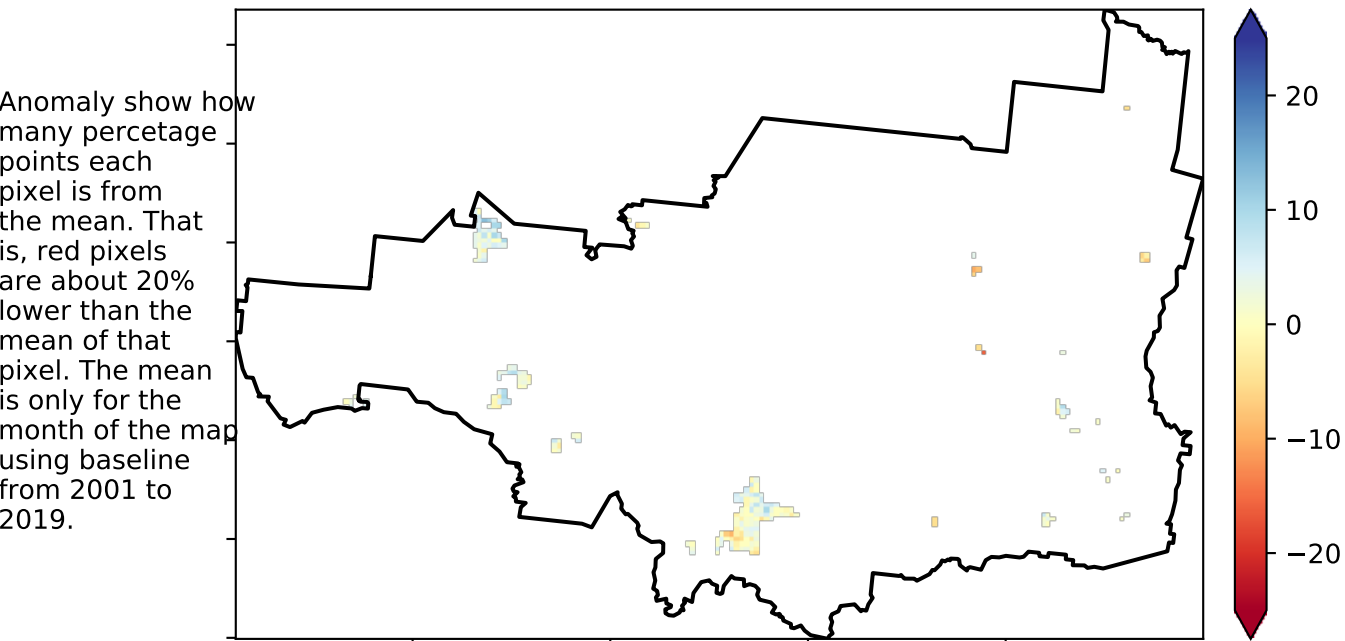 Anomaly show how
many percetage
points each
pixel is from
the mean. That
is, red pixels
are about 20%
lower than the
mean of that
pixel. The mean
is only for the
month of the map
using baseline
from 2001 to
2019.
20
10
0
−10
−20